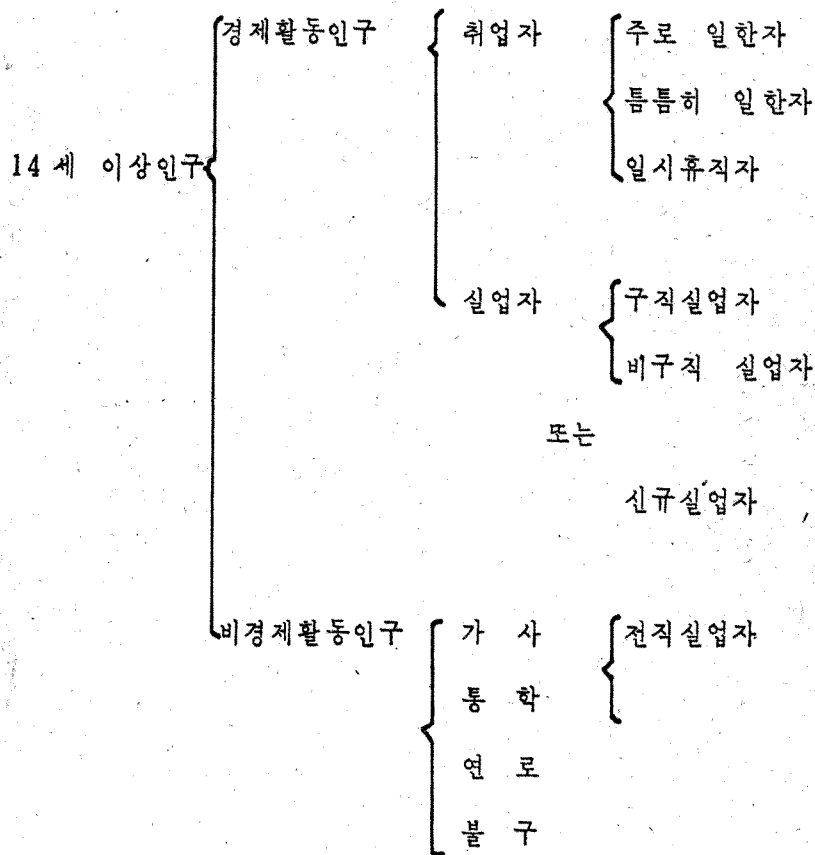 경제활동인구 취업자 주로 일한자
틈틈히 일한자
14세 이상인구 일시휴직자
실업자 구직실업자
비구직 실업자
또는
신규실업자
비경제활동인구 가 사 전직실업자
통 학
연 로
불 구